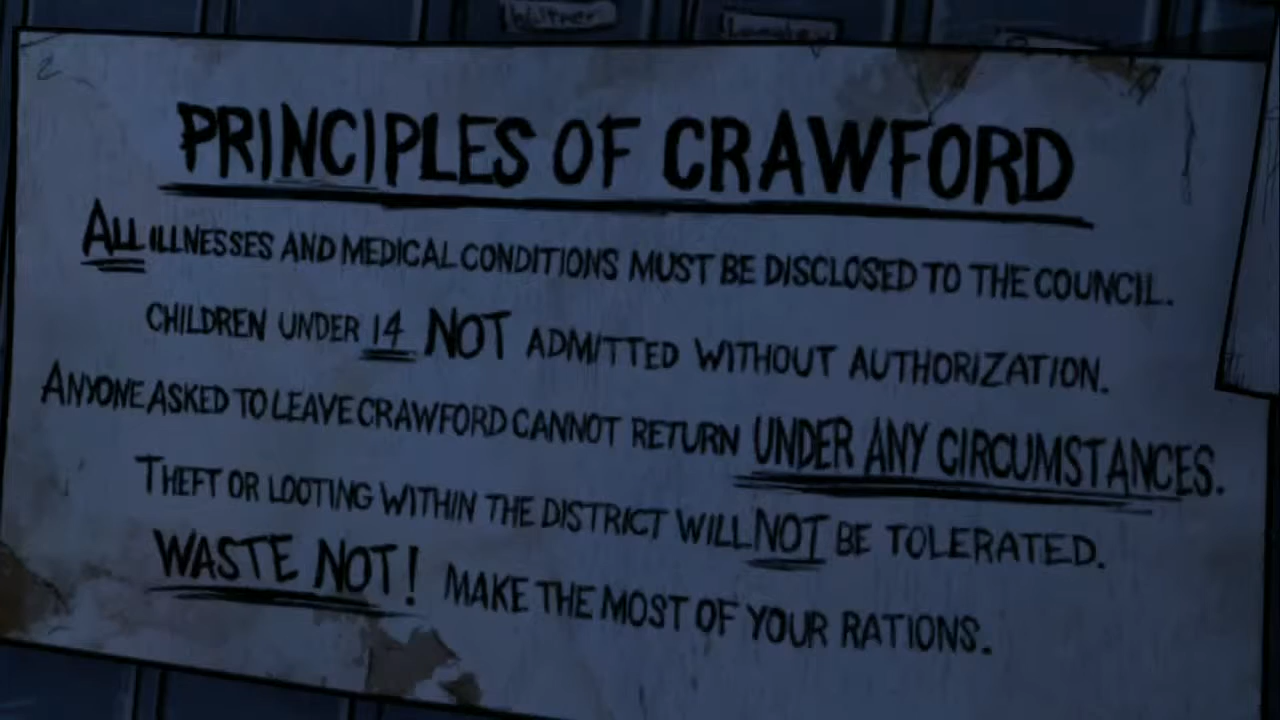 PRINCIPLES OF CRAWFORD
ALL ILLNESSES AND MEDICAL CONDITIONS MUST BE DISCLOSED TO THE COUNCIL.
CHILDREN UNDER 14 NOT ADMITTED WITHOUT AUTHORIZATION.
ANYONE ASKED TO LEAVE CRAWFORD CANNOT RETURN UNDER ANY CIRCUMSTANCES.
THEFT OR LOOTING WITHIN THE DISTRICT WILL NOT BE TOLERATED.
WASTE NOT! MAKE THE MOST OF YOUR RATIONS.